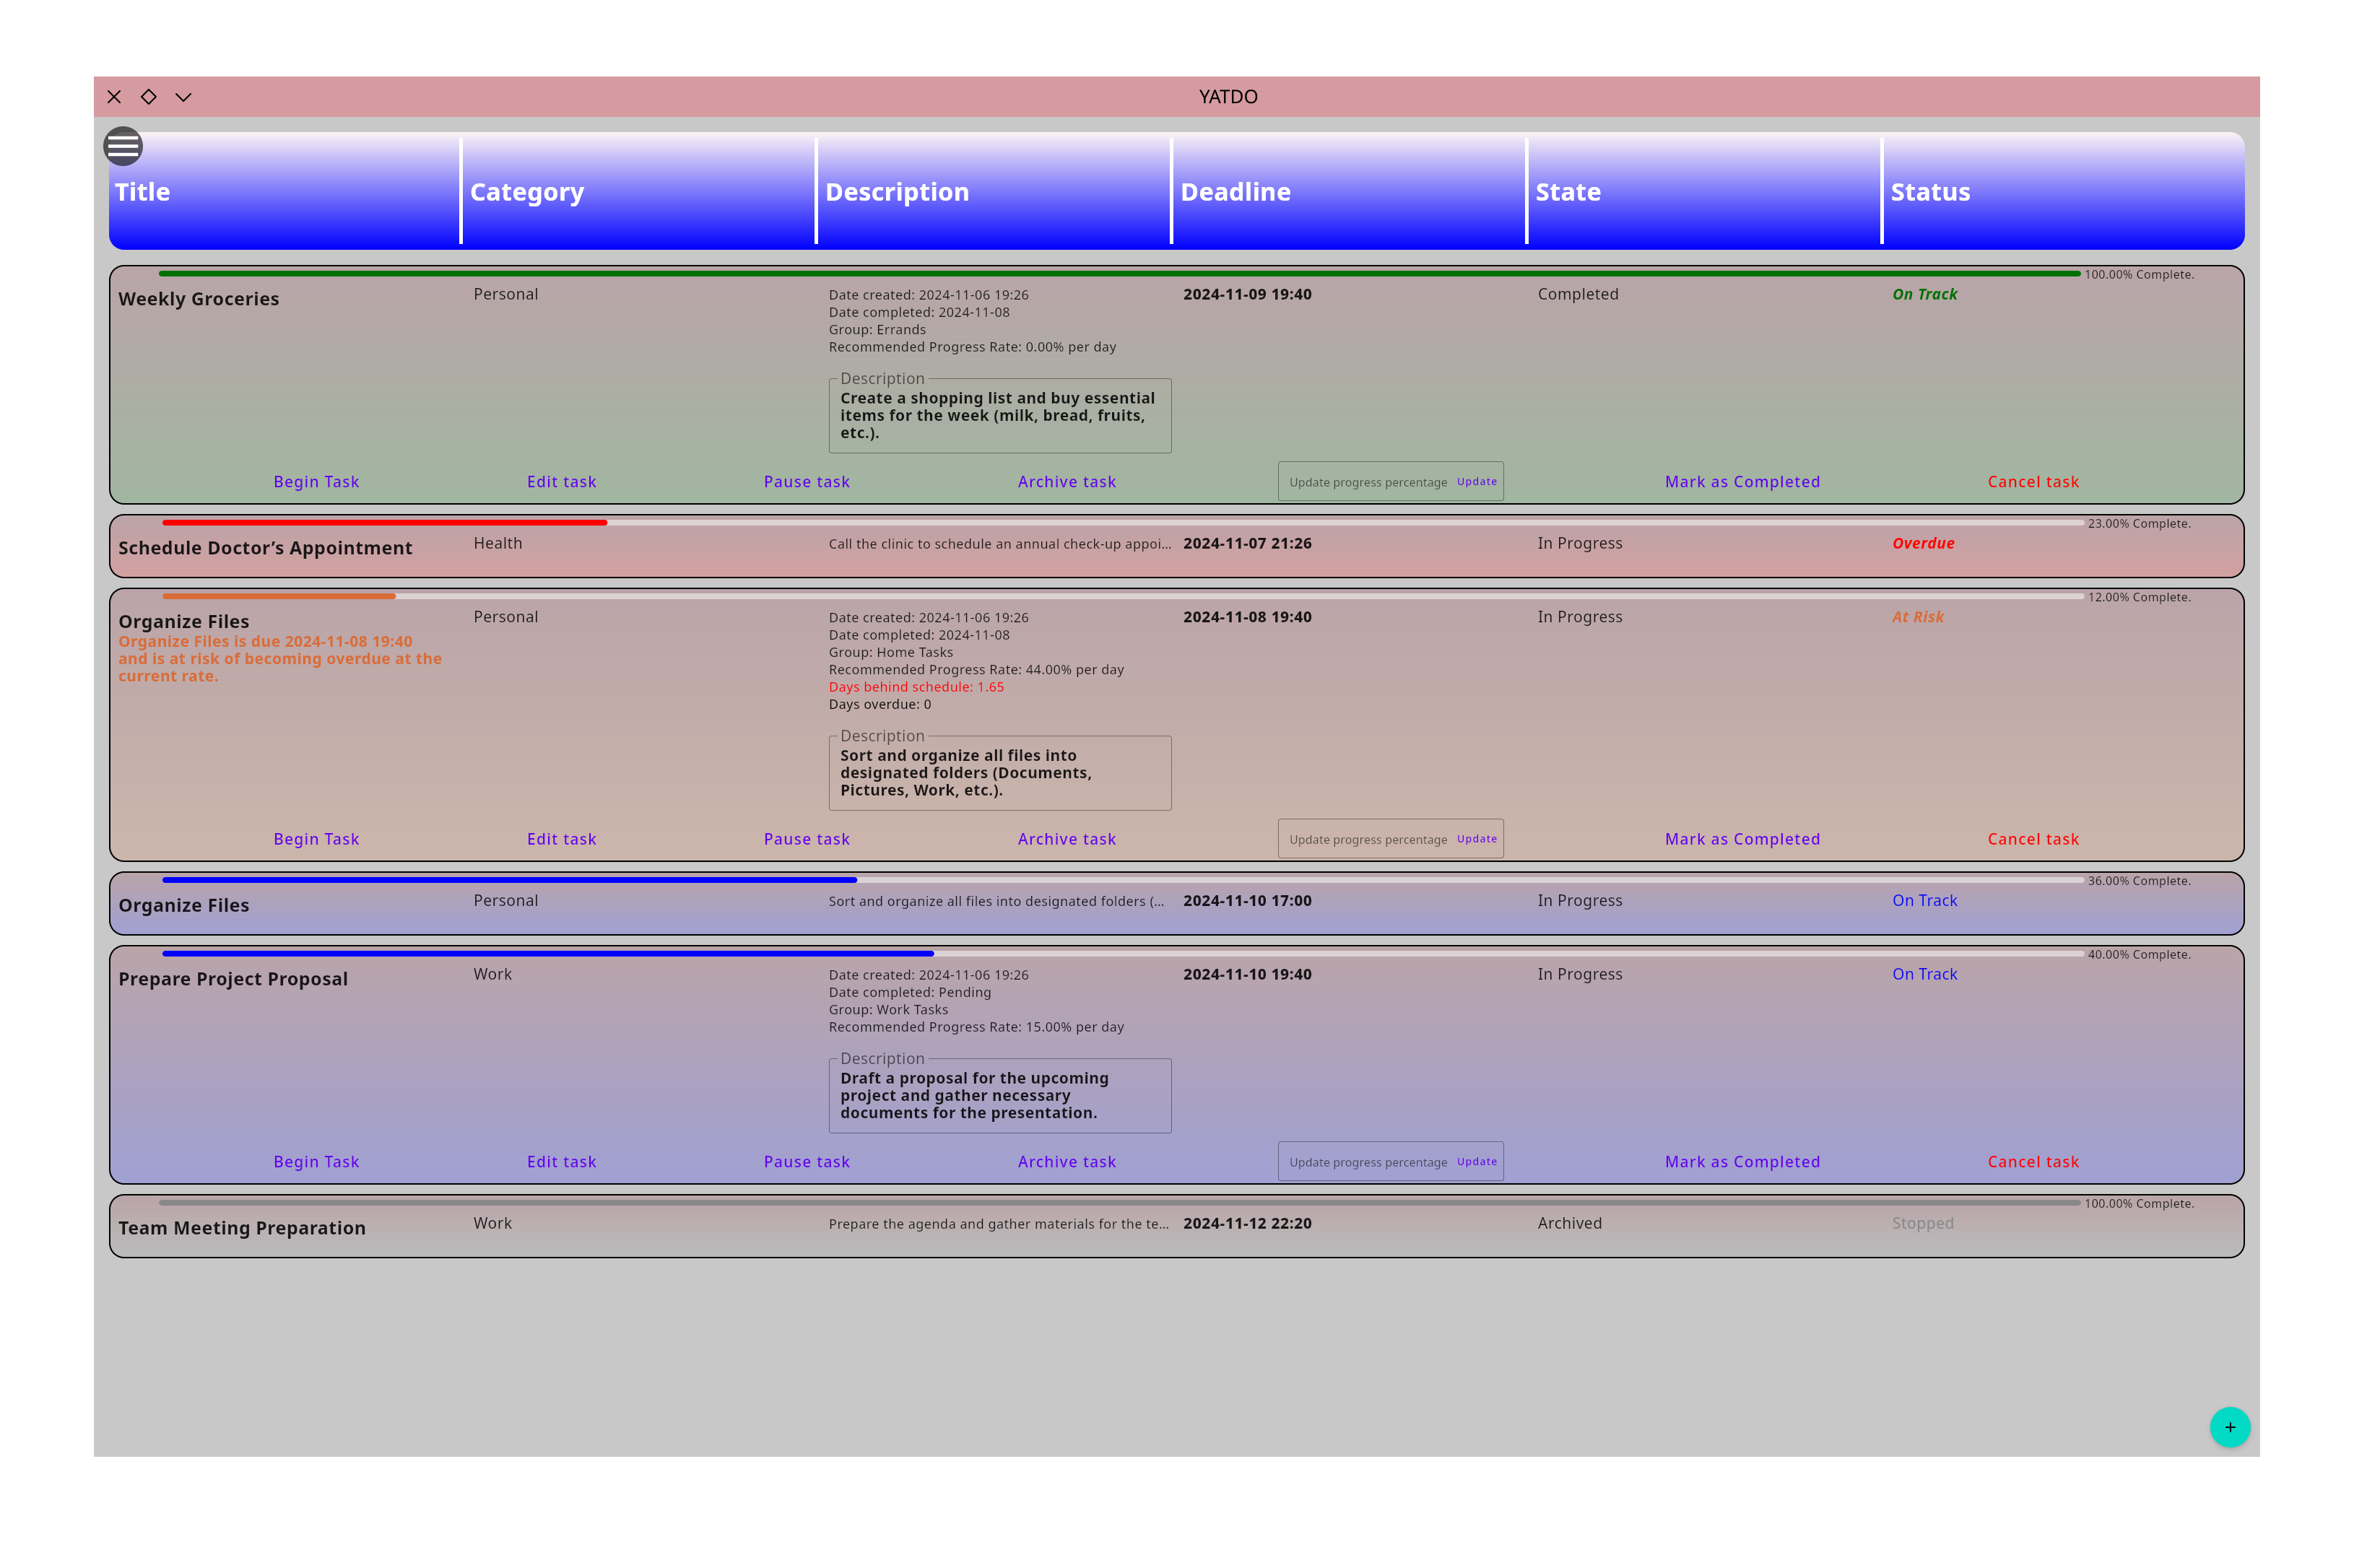 YATDO
Title Category Description Deadline State Status
100.00% Complete.
Weekly Groceries Personal Date created: 2024-11-06 19:26 2024-11-09 19:40 Completed On Track
Date completed: 2024-11-08
Group: Errands
Recommended Progress Rate: 0.00% per day
Description
Create a shopping list and buy essential
items for the week (milk, bread, fruits,
etc.).
Begin Task Edit task Pause task Archive task Update progress percentage Update Mark as Completed Cancel task
23.00% Complete.
Schedule Doctor’s Appointment Health Call the clinic to schedule an annual check-up appoi... 2024-11-07 21:26 In Progress Overdue
12.00% Complete.
Organize Files Personal Date created: 2024-11-06 19:26 2024-11-08 19:40 In Progress At Risk
Organize Files is due 2024-11-08 19:40
and is at risk of becoming overdue at the
current rate.
Date completed: 2024-11-08
Group: Home Tasks
Recommended Progress Rate: 44.00% per day
Days behind schedule: 1.65
Days overdue: 0
Description
Sort and organize all files into
designated folders (Documents,
Pictures, Work, etc.).
Begin Task Edit task Pause task Archive task Update progress percentage Update Mark as Completed Cancel task
36.00% Complete.
Organize Files Personal Sort and organize all files into designated folders (... 2024-11-10 17:00 In Progress On Track
40.00% Complete.
Prepare Project Proposal Work Date created: 2024-11-06 19:26 2024-11-10 19:40 In Progress On Track
Date completed: Pending
Group: Work Tasks
Recommended Progress Rate: 15.00% per day
Description
Draft a proposal for the upcoming
project and gather necessary
documents for the presentation.
Begin Task Edit task Pause task Archive task Update progress percentage Update Mark as Completed Cancel task
100.00% Complete.
Team Meeting Preparation Work Prepare the agenda and gather materials for the te... 2024-11-12 22:20 Archived Stopped
+